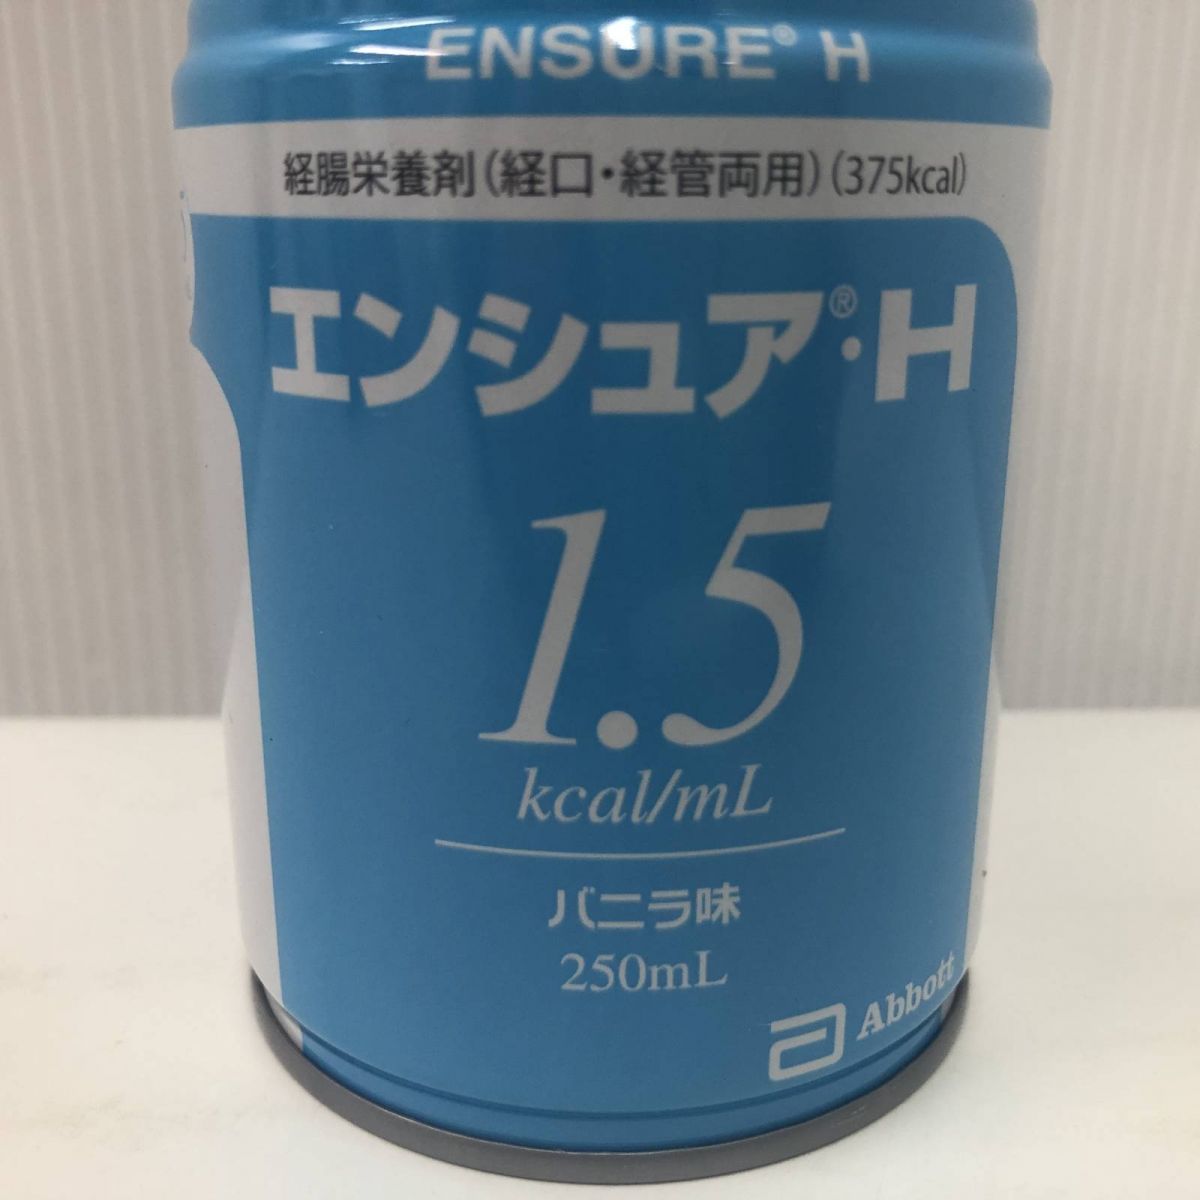 ENSURE® H
経腸栄養剤(経口・経管両用)(375kcal)
エンシュア®・H
1.5
kcal/mL
バニラ味
250mL
Abbott